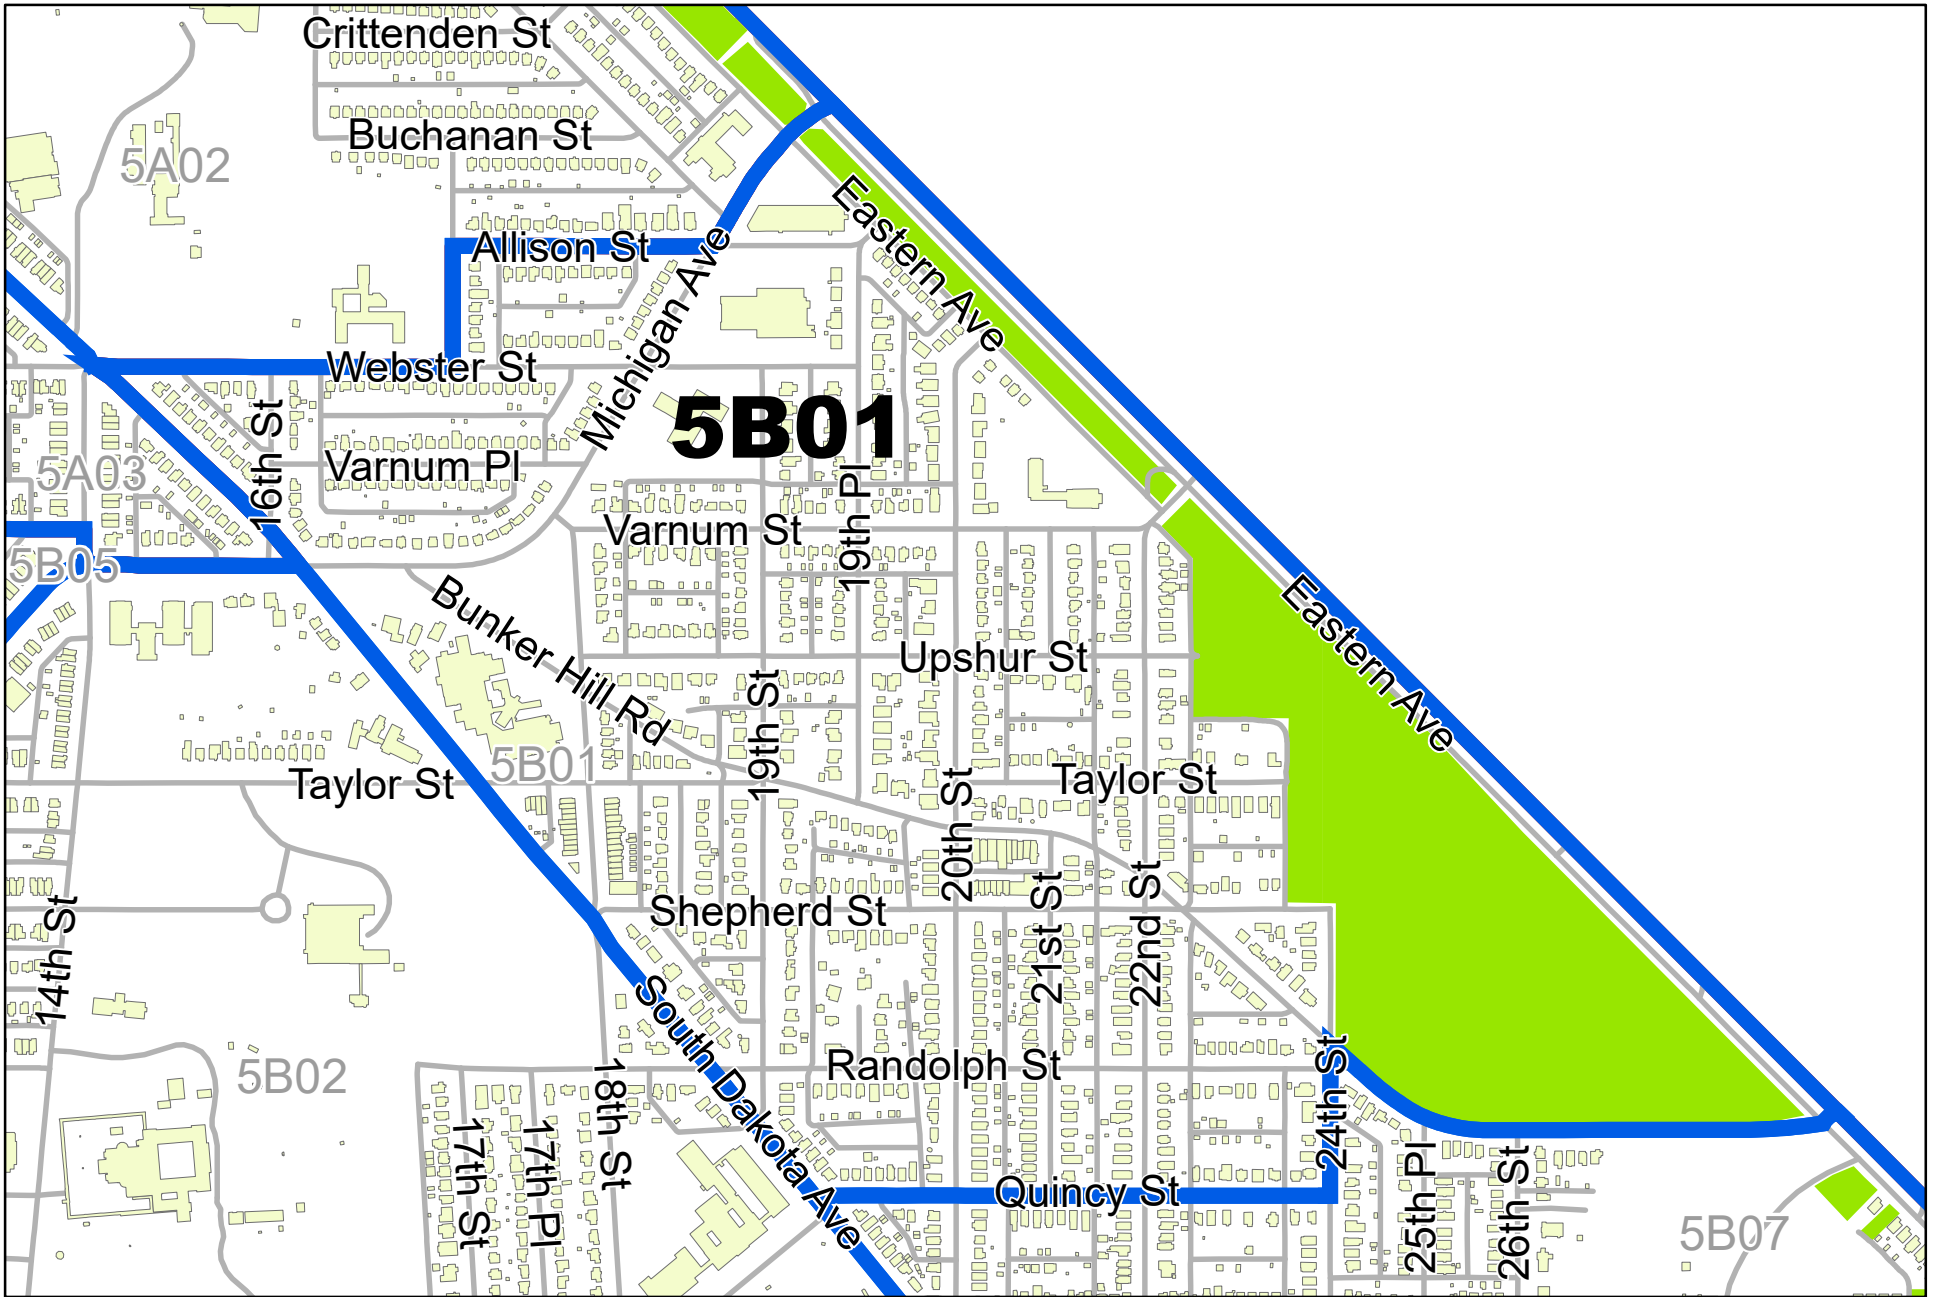 Crittenden St
Buchanan St
5A02
Eastern Ave
Allison St
Michigan Ave
Webster St
5B01
16th St
5A03
Varnum Pl
19th Pl
Varnum St
5B05
Bunker Hill Rd
Eastern Ave
Upshur St
19th St
5B01
Taylor St
Taylor St
20th St
Shepherd St
21st St
22nd St
14th St
South Dakota Ave
Randolph St
5B02
18th St
24th St
17th St
17th Pl
Quincy St
25th Pl
26th St
5B07